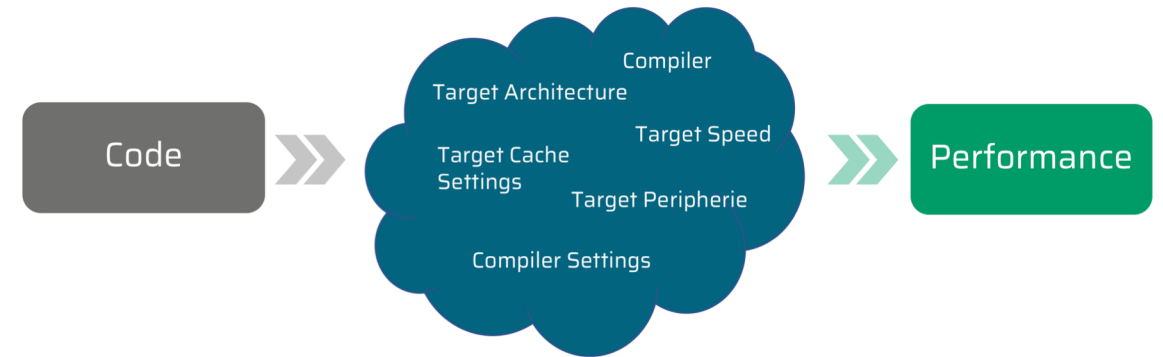 Code
Compiler
Target Architecture
Target Speed
Target Cache
Settings
Target Peripherie
Compiler Settings
Performance